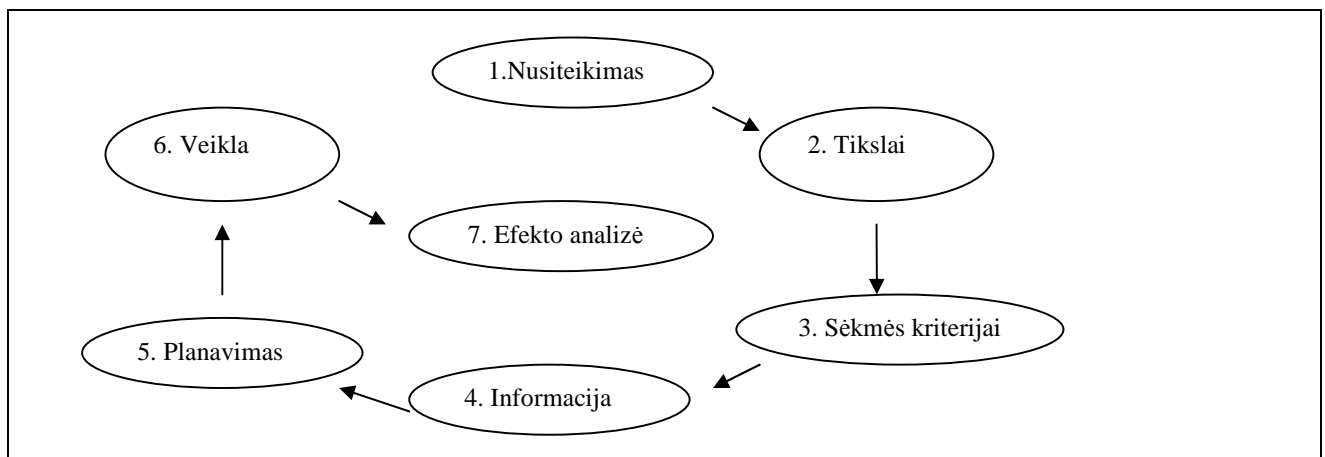 1.Nusiteikimas
2. Tikslai
3. Sėkmės kriterijai
4. Informacija
5. Planavimas
6. Veikla
7. Efekto analizė